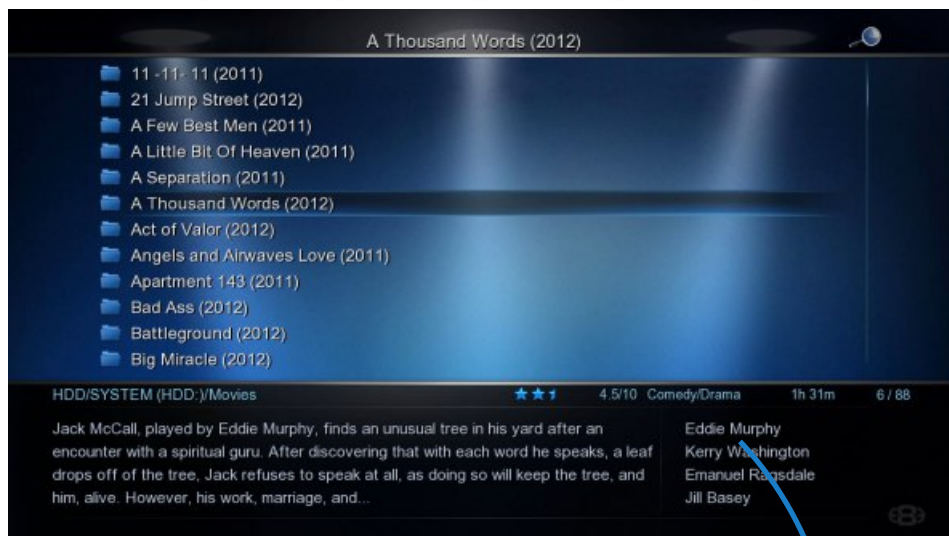 A Thousand Words (2012)
11 -11- 11 (2011)
21 Jump Street (2012)
A Few Best Men (2011)
A Little Bit Of Heaven (2011)
A Separation (2011)
A Thousand Words (2012)
Act of Valor (2012)
Angels and Airwaves Love (2011)
Apartment 143 (2011)
Bad Ass (2012)
Battleground (2012)
Big Miracle (2012)
HDD/SYSTEM (HDD:)/Movies 4.5/10 Comedy/Drama 1h 31m 6 / 88
Jack McCall, played by Eddie Murphy, finds an unusual tree in his yard after an
encounter with a spiritual guru. After discovering that with each word he speaks, a leaf
drops off of the tree, Jack refuses to speak at all, as doing so will keep the tree, and
him, alive. However, his work, marriage, and...
Eddie Murphy
Kerry Washington
Emanuel Ragsdale
Jill Basey